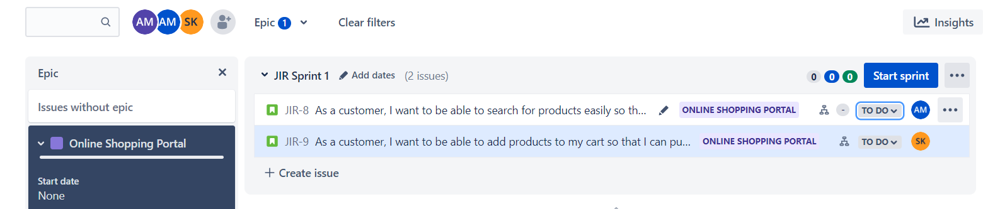 AM AM SK Epic 1 Clear filters Insights
Epic
Issues without epic
Online Shopping Portal
Start date
None
JIR Sprint 1 Add dates (2 issues) 0 0 0 Start sprint
JIR-8 As a customer, I want to be able to search for products easily so th... ONLINE SHOPPING PORTAL - TO DO AM
JIR-9 As a customer, I want to be able to add products to my cart so that I can pu... ONLINE SHOPPING PORTAL TO DO SK
+ Create issue